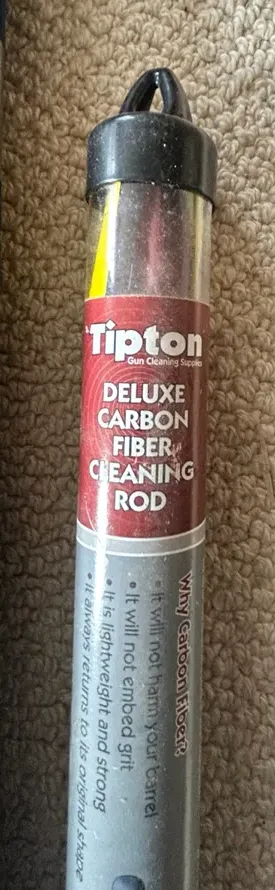 Tipton
Gun Cleaning Supplies
DELUXE
CARBON
FIBER
CLEANING
ROD
Why Carbon Fiber?
• It will not harm your barrel
• It will not embed grit
• It is lightweight and strong
• It always returns to its original shape